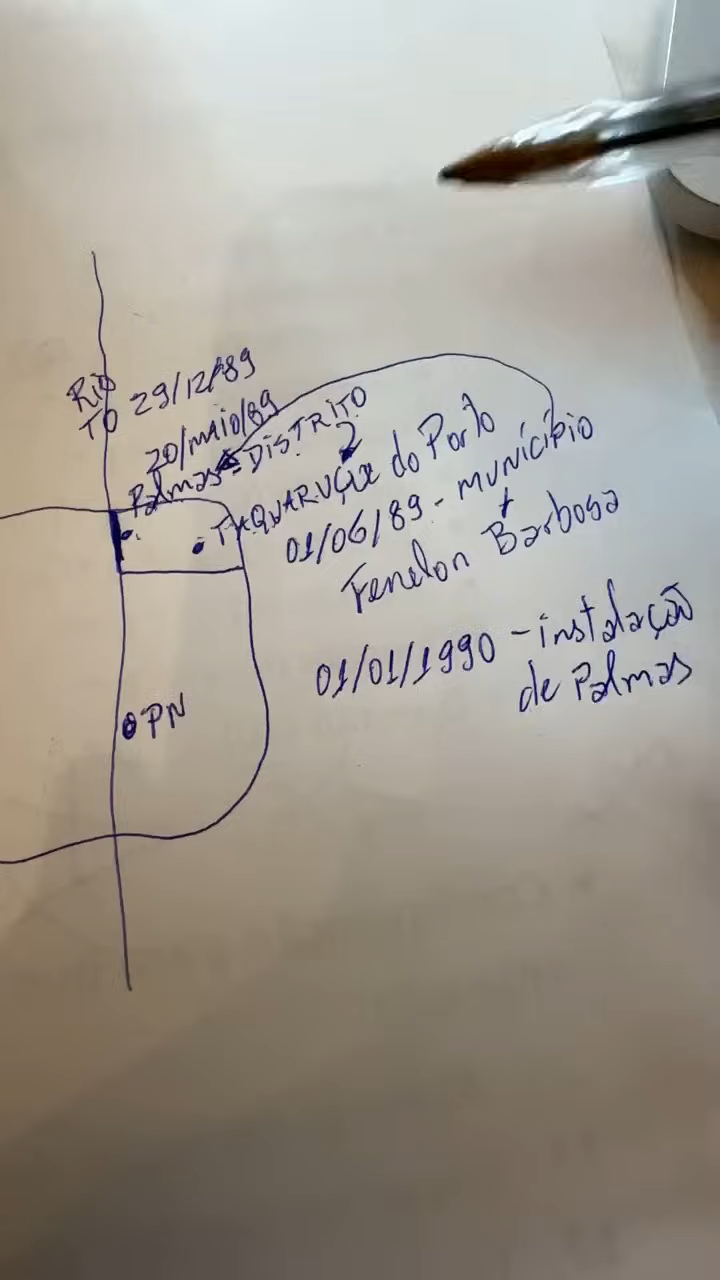 RIO
TO 29/12/89
20/MAIO/89
Palmas = DISTRITO
TAQUARUÇu do Porto
01/06/89 - MUNICíPIO
Fenelon Barbosa
01/01/1990 - instalação
de Palmas
PN